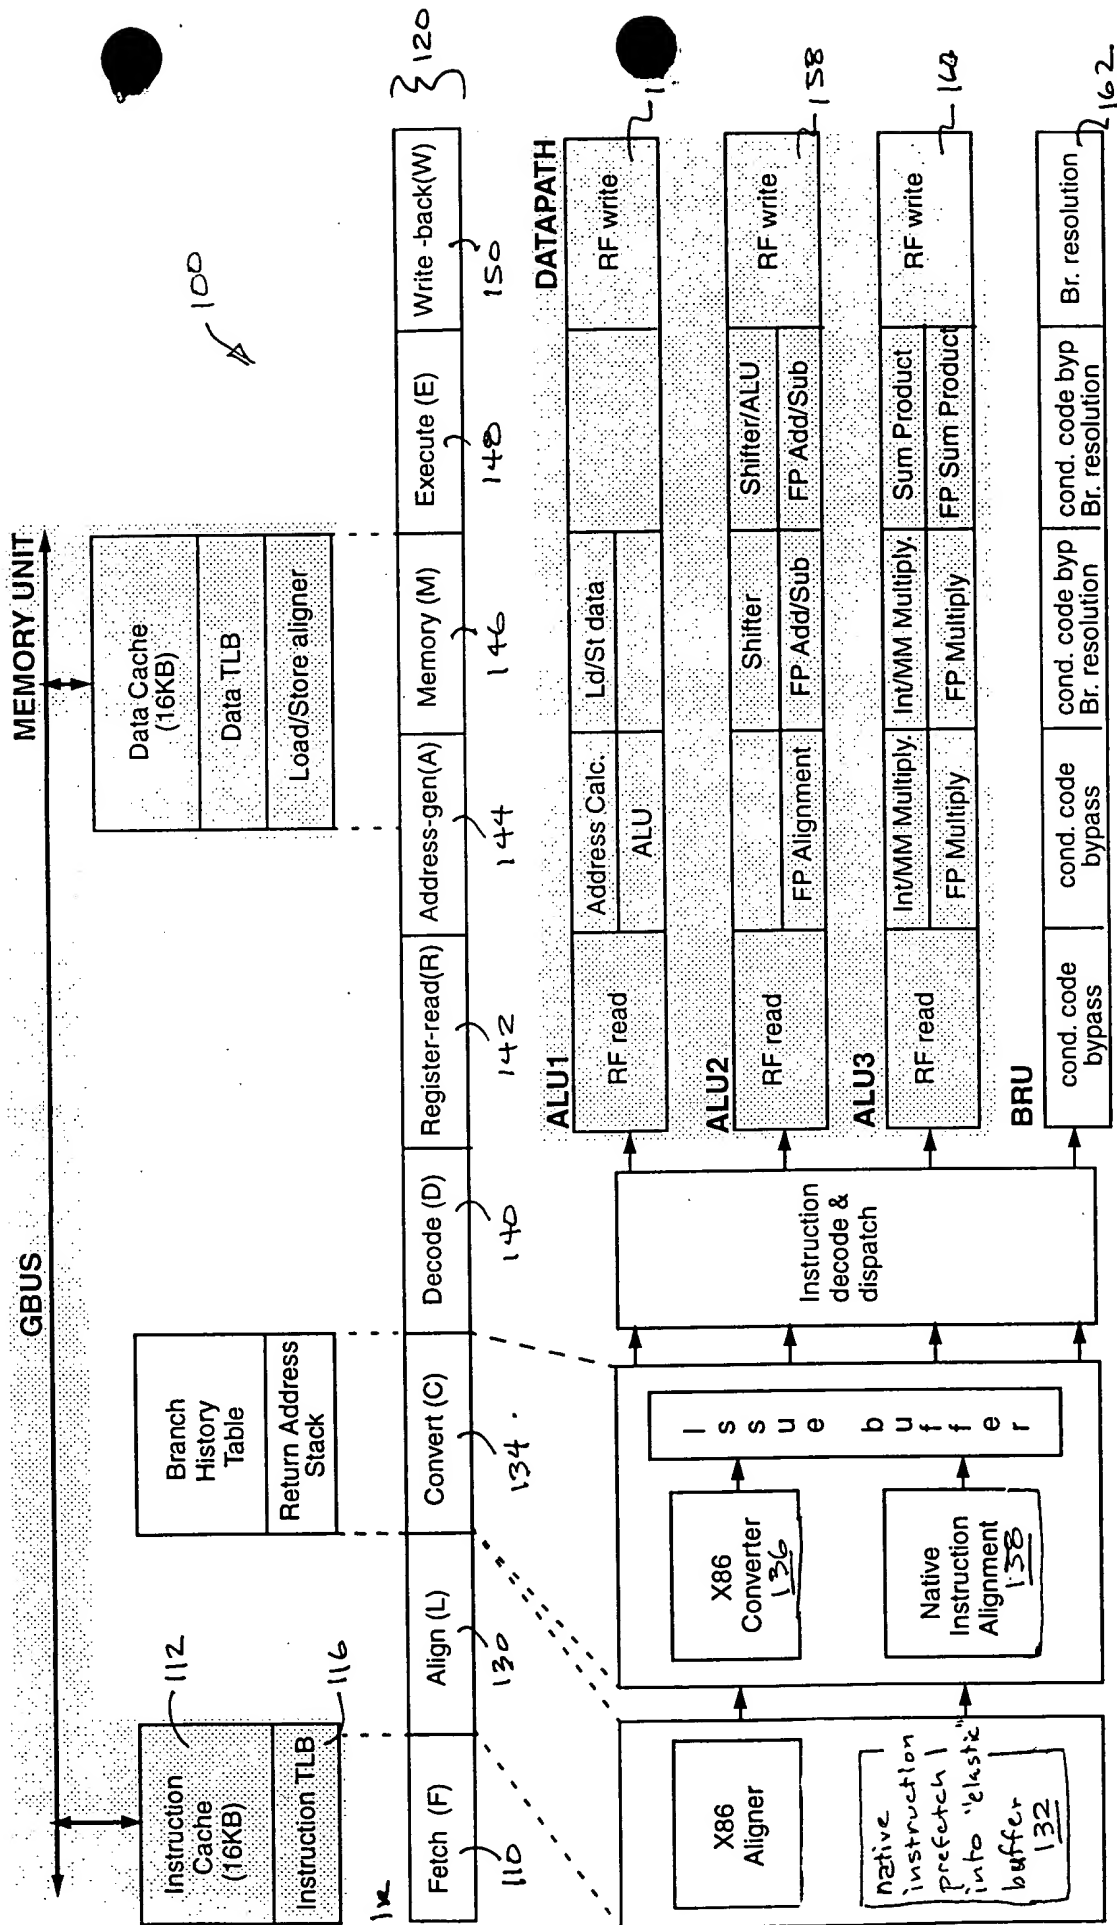 GBUS
MEMORY UNIT
Instruction
Cache
(16KB)
Instruction TLB
112
116
Branch
History
Table
Return Address
Stack
Data Cache
(16KB)
Data TLB
Load/Store aligner
100
Fetch (F)
Align (L)
Convert (C)
Decode (D)
Register-read(R)
Address-gen(A)
Memory (M)
Execute (E)
Write -back(W)
120
110
130
134
140
142
144
146
148
150
X86
Aligner
native
instruction
prefetch
into "elastic"
buffer
132
X86
Converter
136
Native
Instruction
Alignment
138
Issue buffer
Instruction
decode &
dispatch
DATAPATH
ALU1
RF read
Address Calc.
ALU
Ld/St data
RF write
ALU2
RF read
FP Alignment
Shifter
FP Add/Sub
Shifter/ALU
FP Add/Sub
RF write
158
ALU3
RF read
Int/MM Multiply.
FP Multiply
Int/MM Multiply.
FP Multiply
Sum Product
FP Sum Product
RF write
BRU
cond. code
bypass
cond. code
bypass
cond. code byp
Br. resolution
cond. code byp
Br. resolution
Br. resolution
162